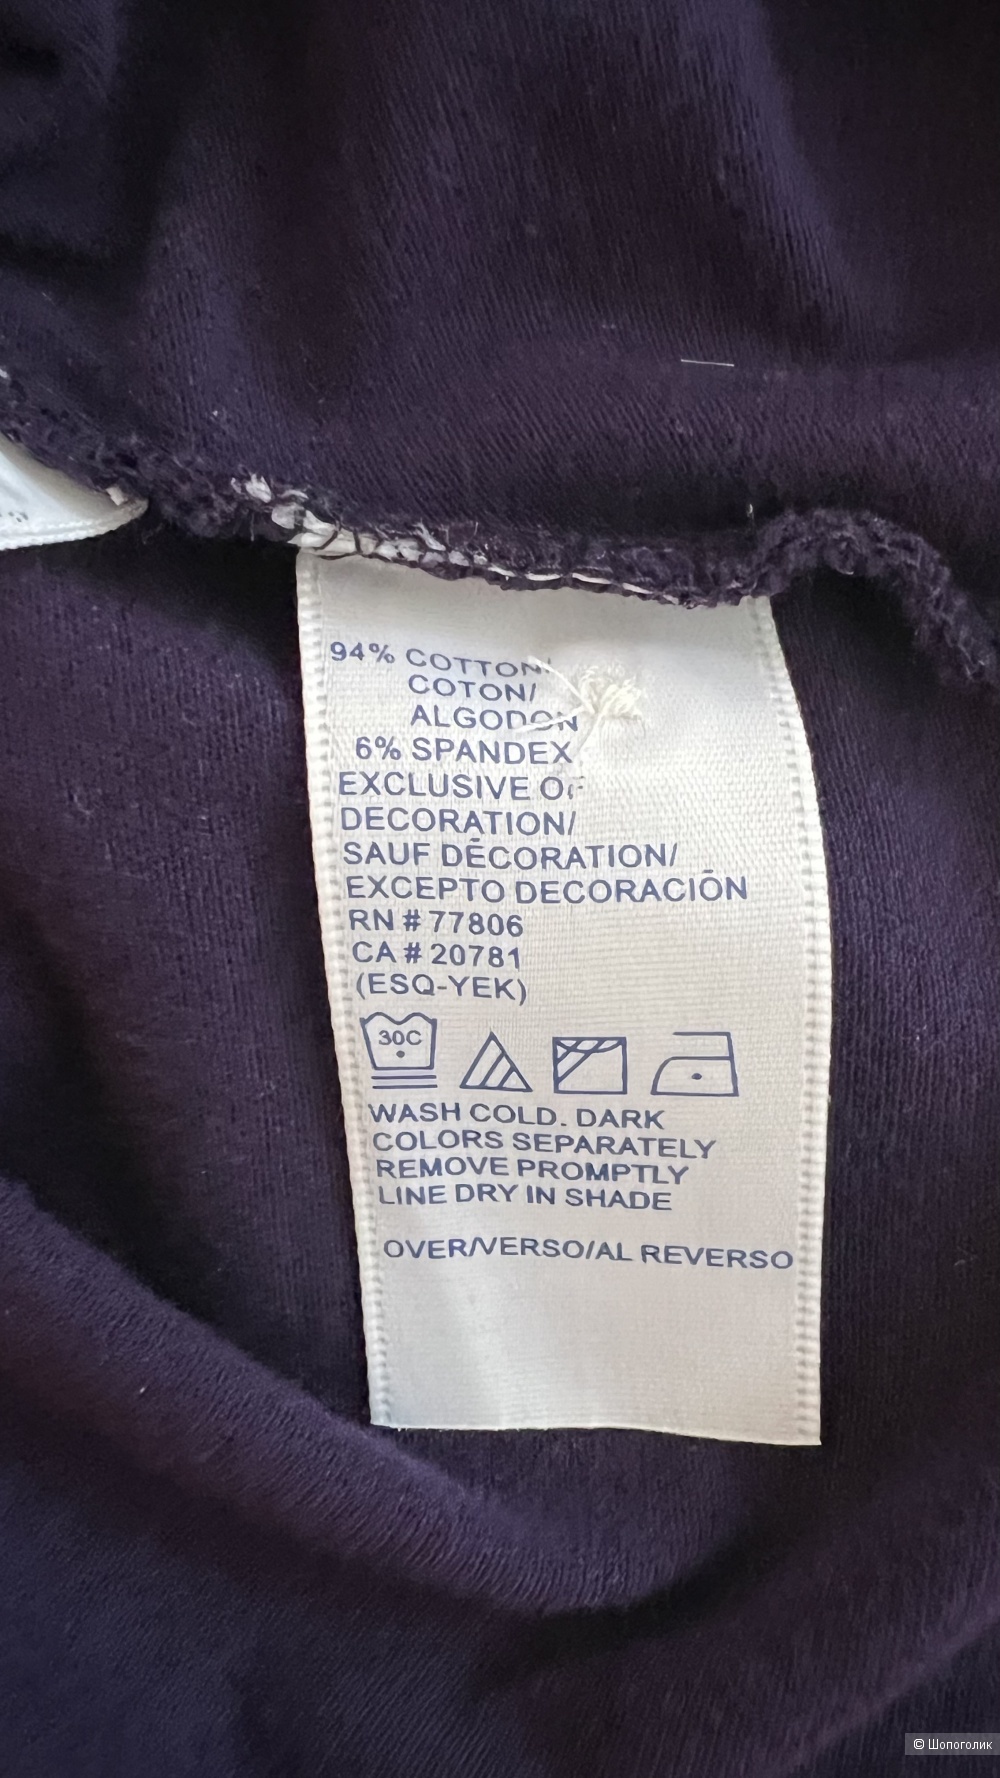 94% COTTON/
COTON/
ALGODON
6% SPANDEX
EXCLUSIVE OF
DECORATION/
SAUF DÉCORATION/
EXCEPTO DECORACIÓN
RN # 77806
CA # 20781
(ESQ-YEK)
30C
WASH COLD. DARK
COLORS SEPARATELY
REMOVE PROMPTLY
LINE DRY IN SHADE
OVER/VERSO/AL REVERSO
© Шопоголик